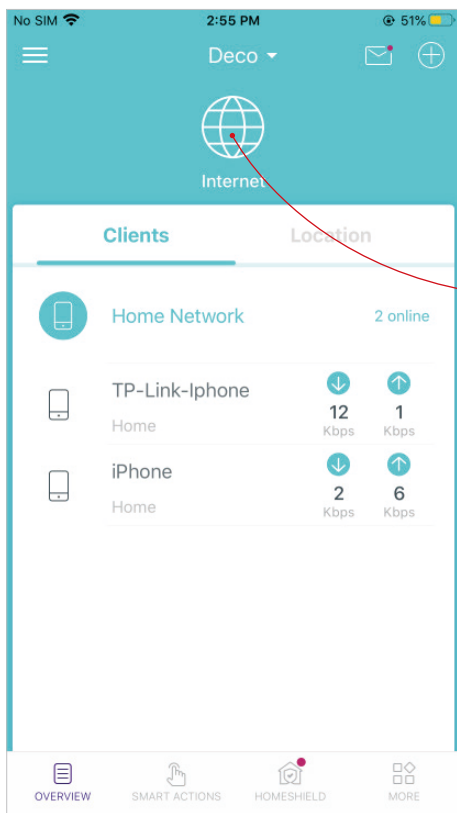 No SIM 2:55 PM 51%
Deco
Internet
Clients Location
Home Network 2 online
TP-Link-Iphone
Home
12 Kbps 1 Kbps
iPhone
Home
2 Kbps 6 Kbps
OVERVIEW SMART ACTIONS HOMESHIELD MORE